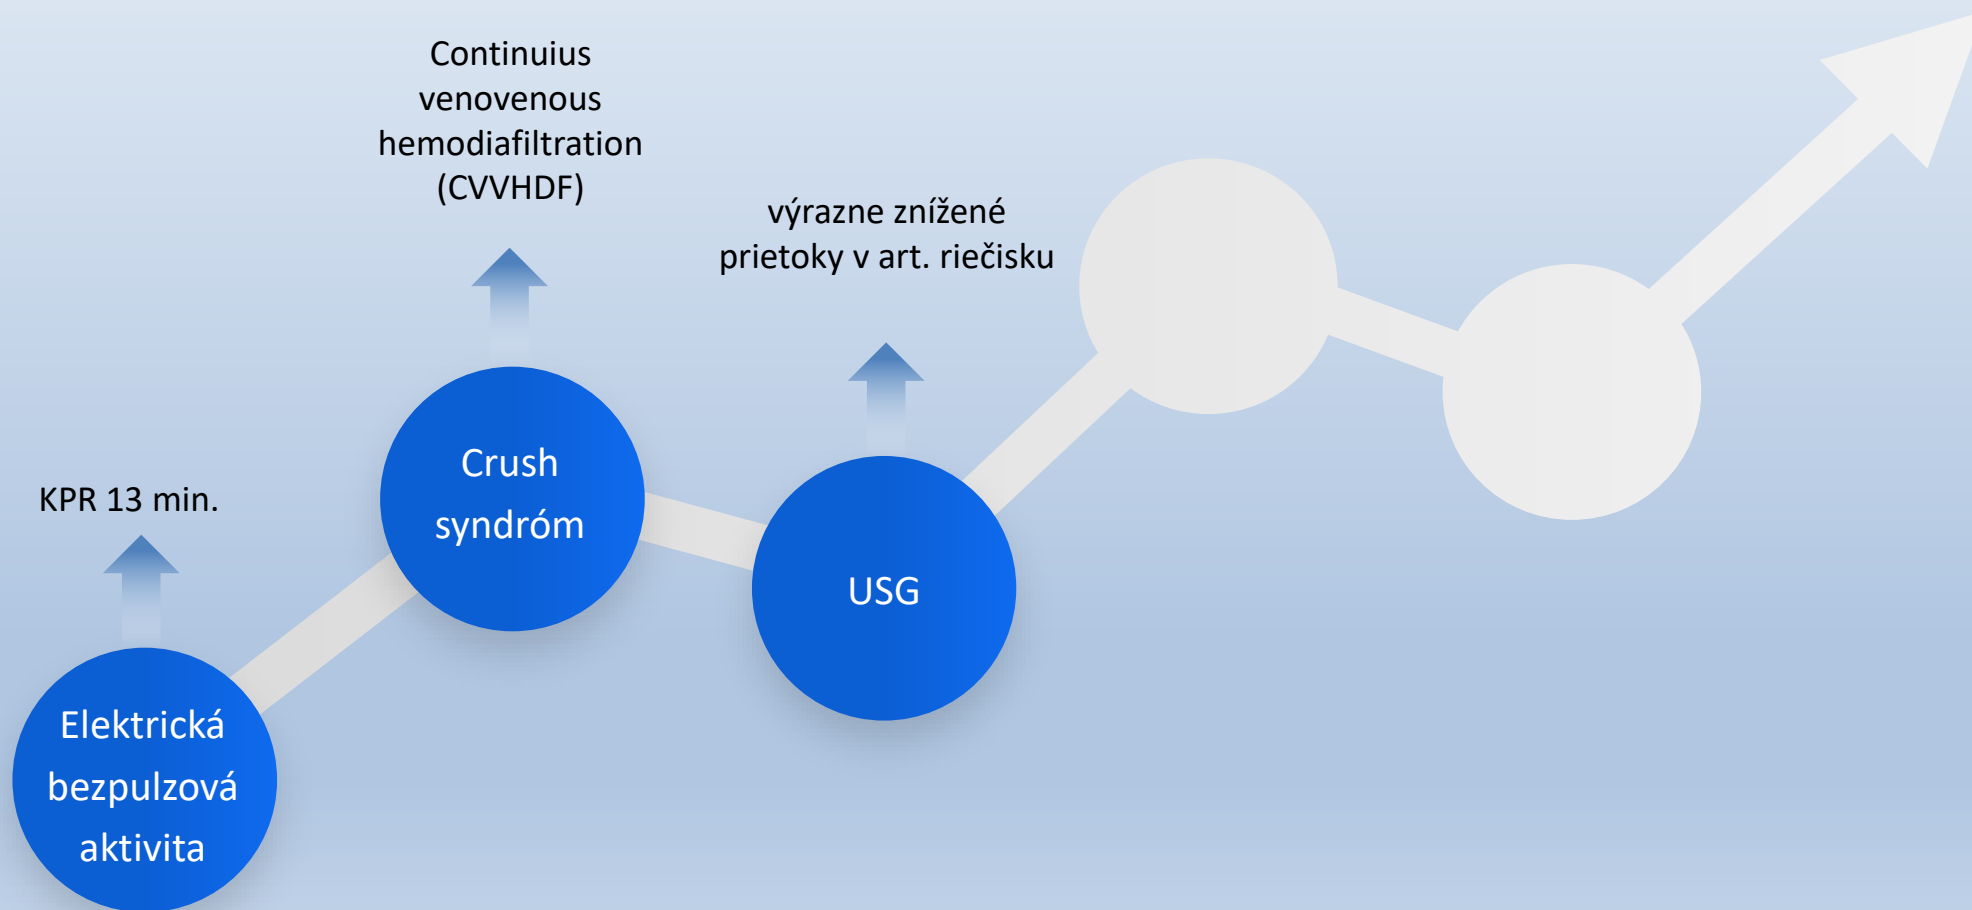 KPR 13 min.
Elektrická
bezpulzová
aktivita
Continuius
venovenous
hemodiafiltration
(CVVHDF)
Crush
syndróm
výrazne znížené
prietoky v art. riečisku
USG